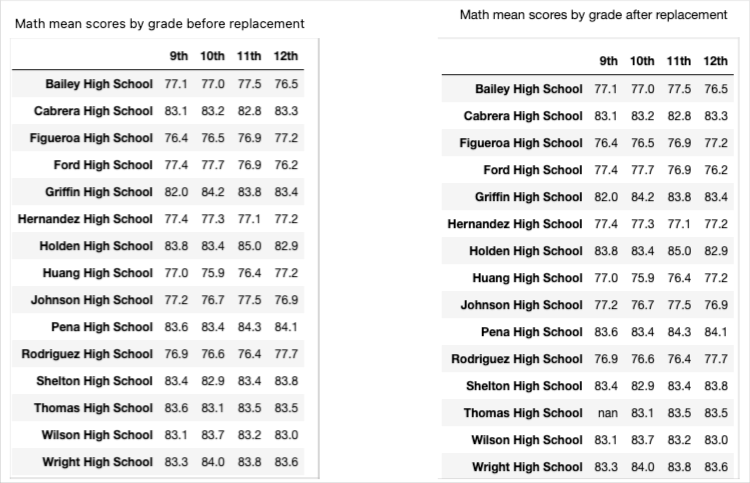 Math mean scores by grade before replacement
9th 10th 11th 12th
Bailey High School 77.1 77.0 77.5 76.5
Cabrera High School 83.1 83.2 82.8 83.3
Figueroa High School 76.4 76.5 76.9 77.2
Ford High School 77.4 77.7 76.9 76.2
Griffin High School 82.0 84.2 83.8 83.4
Hernandez High School 77.4 77.3 77.1 77.2
Holden High School 83.8 83.4 85.0 82.9
Huang High School 77.0 75.9 76.4 77.2
Johnson High School 77.2 76.7 77.5 76.9
Pena High School 83.6 83.4 84.3 84.1
Rodriguez High School 76.9 76.6 76.4 77.7
Shelton High School 83.4 82.9 83.4 83.8
Thomas High School 83.6 83.1 83.5 83.5
Wilson High School 83.1 83.7 83.2 83.0
Wright High School 83.3 84.0 83.8 83.6
Math mean scores by grade after replacement
9th 10th 11th 12th
Bailey High School 77.1 77.0 77.5 76.5
Cabrera High School 83.1 83.2 82.8 83.3
Figueroa High School 76.4 76.5 76.9 77.2
Ford High School 77.4 77.7 76.9 76.2
Griffin High School 82.0 84.2 83.8 83.4
Hernandez High School 77.4 77.3 77.1 77.2
Holden High School 83.8 83.4 85.0 82.9
Huang High School 77.0 75.9 76.4 77.2
Johnson High School 77.2 76.7 77.5 76.9
Pena High School 83.6 83.4 84.3 84.1
Rodriguez High School 76.9 76.6 76.4 77.7
Shelton High School 83.4 82.9 83.4 83.8
Thomas High School nan 83.1 83.5 83.5
Wilson High School 83.1 83.7 83.2 83.0
Wright High School 83.3 84.0 83.8 83.6